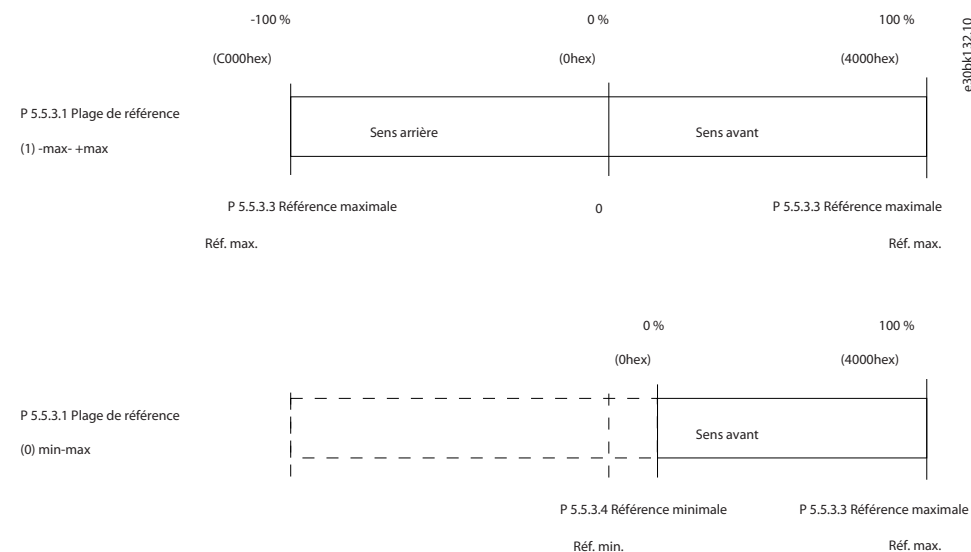 -100 % 0 % 100 %
(C000hex) (0hex) (4000hex)
e30bk132.10
P 5.5.3.1 Plage de référence
(1) -max- +max
Sens arrière Sens avant
P 5.5.3.3 Référence maximale 0 P 5.5.3.3 Référence maximale
Réf. max. Réf. max.
0 % 100 %
(0hex) (4000hex)
P 5.5.3.1 Plage de référence
(0) min-max
Sens avant
P 5.5.3.4 Référence minimale P 5.5.3.3 Référence maximale
Réf. min. Réf. max.